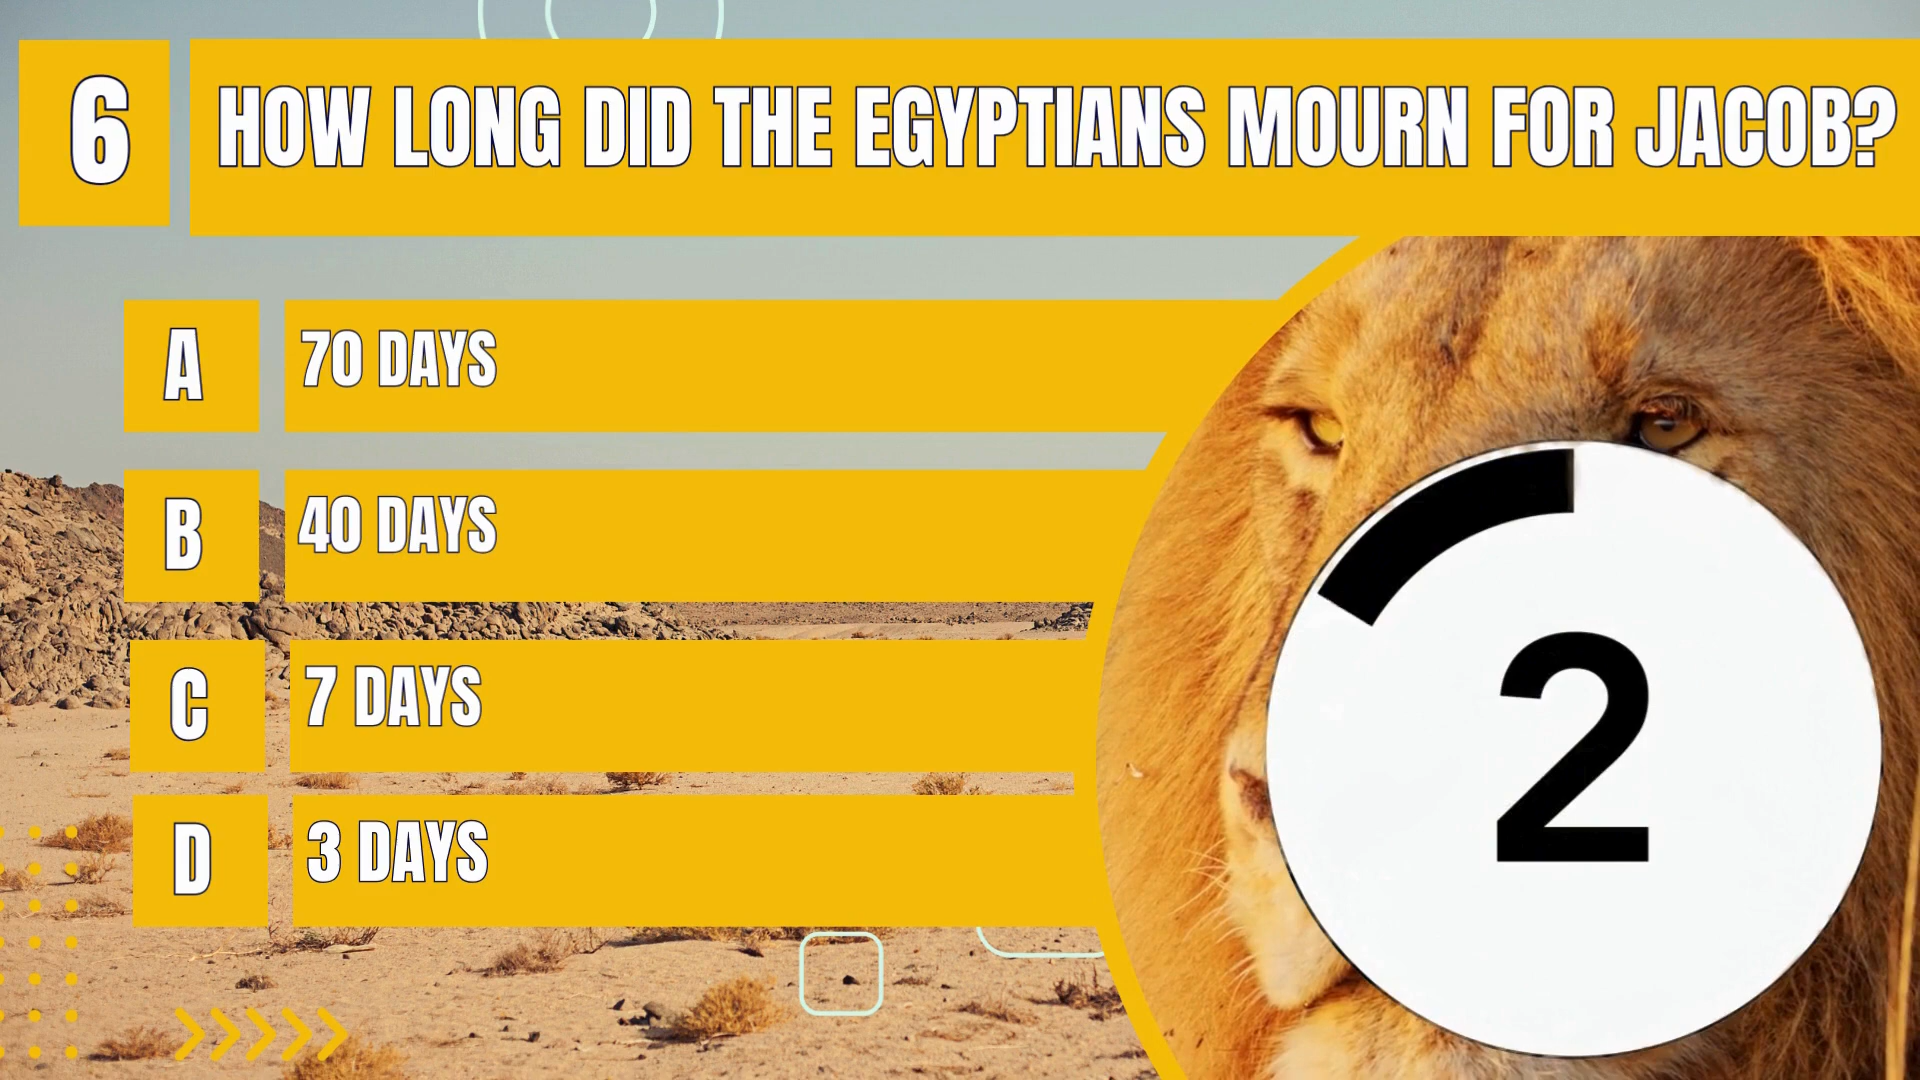 6
HOW LONG DID THE EGYPTIANS MOURN FOR JACOB?
A
70 DAYS
B
40 DAYS
C
7 DAYS
D
3 DAYS
2